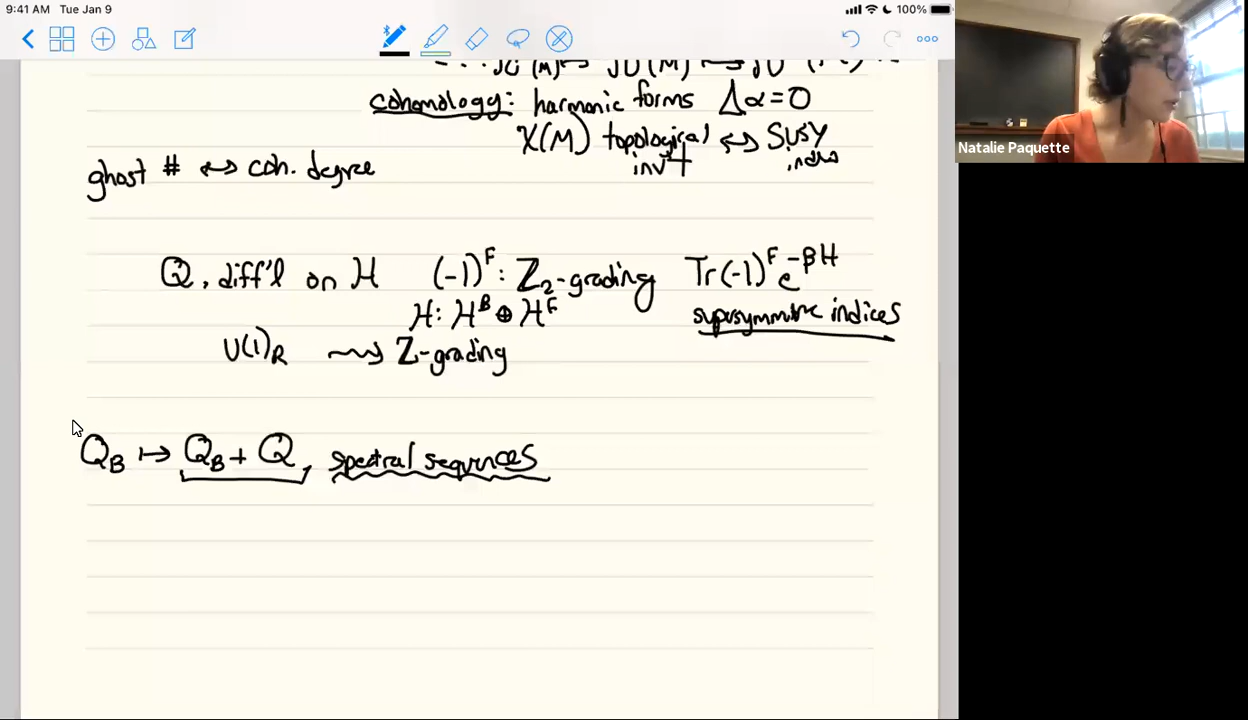 9:41 AM Tue Jan 9
100%
Natalie Paquette
cohomology: harmonic forms Δα=0
χ(M) topological ↔ SUSY
inv't index
ghost # ↔ coh. degree
Q, diff'l on H (-1)^F: Z₂-grading Tr(-1)^F e^-βH
H: H^B ⊕ H^F supersymmetric indices
U(1)_R ⇝ Z-grading
Q_B ↦ Q_B + Q, spectral sequences